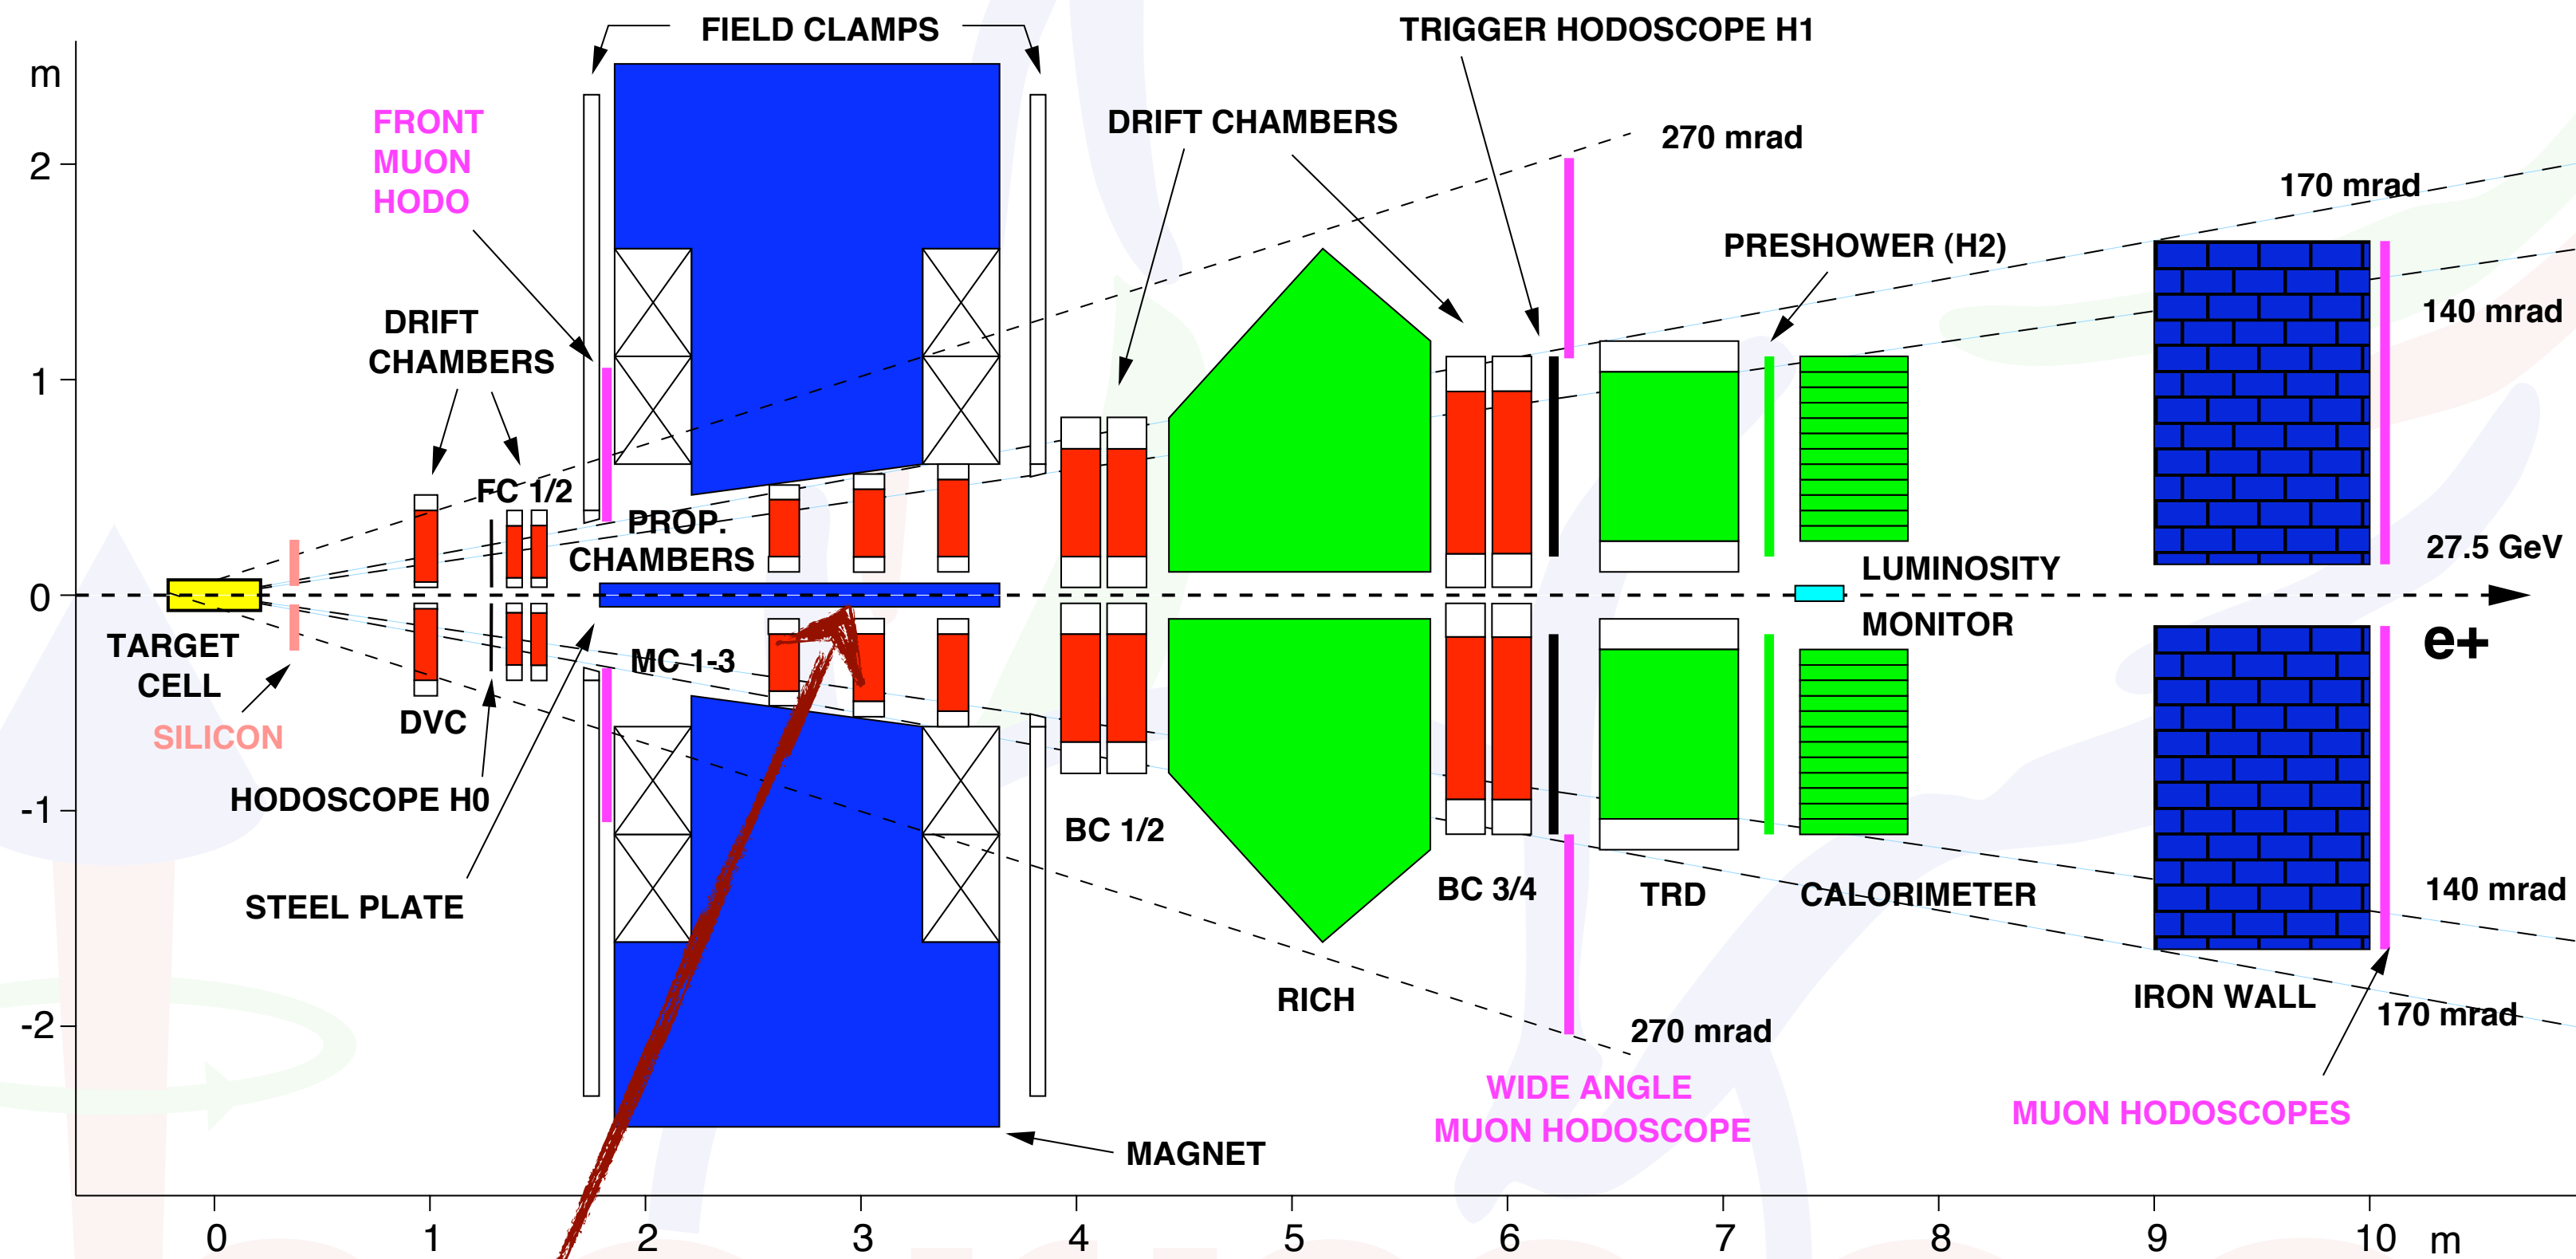 FIELD CLAMPS
TRIGGER HODOSCOPE H1
m
FRONT
MUON
HODO
DRIFT CHAMBERS
270 mrad
2
170 mrad
PRESHOWER (H2)
140 mrad
DRIFT
CHAMBERS
1
FC 1/2
PROP.
CHAMBERS
27.5 GeV
LUMINOSITY
MONITOR
0
e+
TARGET
CELL
MC 1-3
SILICON
DVC
HODOSCOPE H0
-1
BC 1/2
BC 3/4
TRD
CALORIMETER
140 mrad
STEEL PLATE
RICH
IRON WALL
170 mrad
-2
270 mrad
WIDE ANGLE
MUON HODOSCOPE
MUON HODOSCOPES
MAGNET
0 1 2 3 4 5 6 7 8 9 10 m